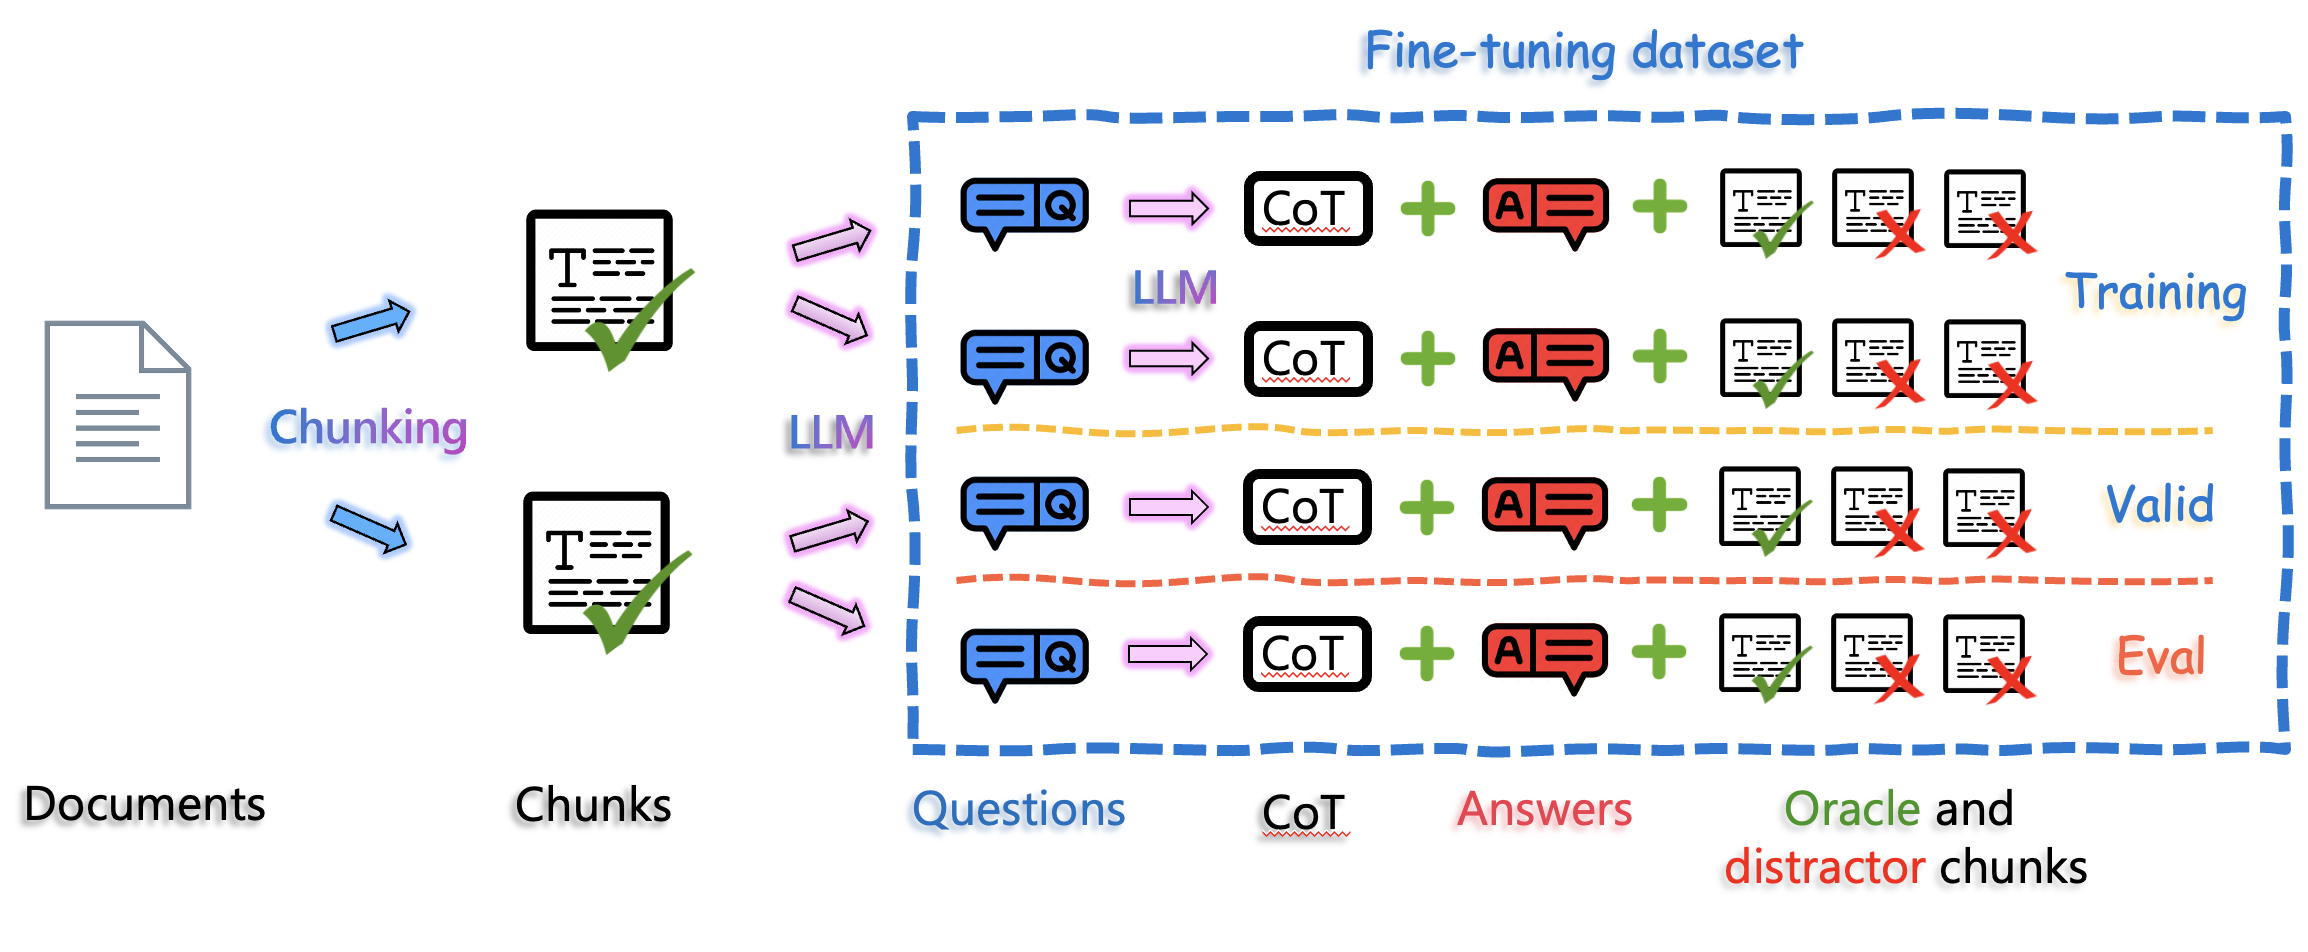 Fine-tuning dataset
Q CoT A T T T
LLM
Training
Q CoT A T T T
T
Chunking
LLM
Q CoT A T T T
Valid
T
Q CoT A T T T
Eval
Documents
Chunks
Questions
CoT
Answers
Oracle and
distractor chunks